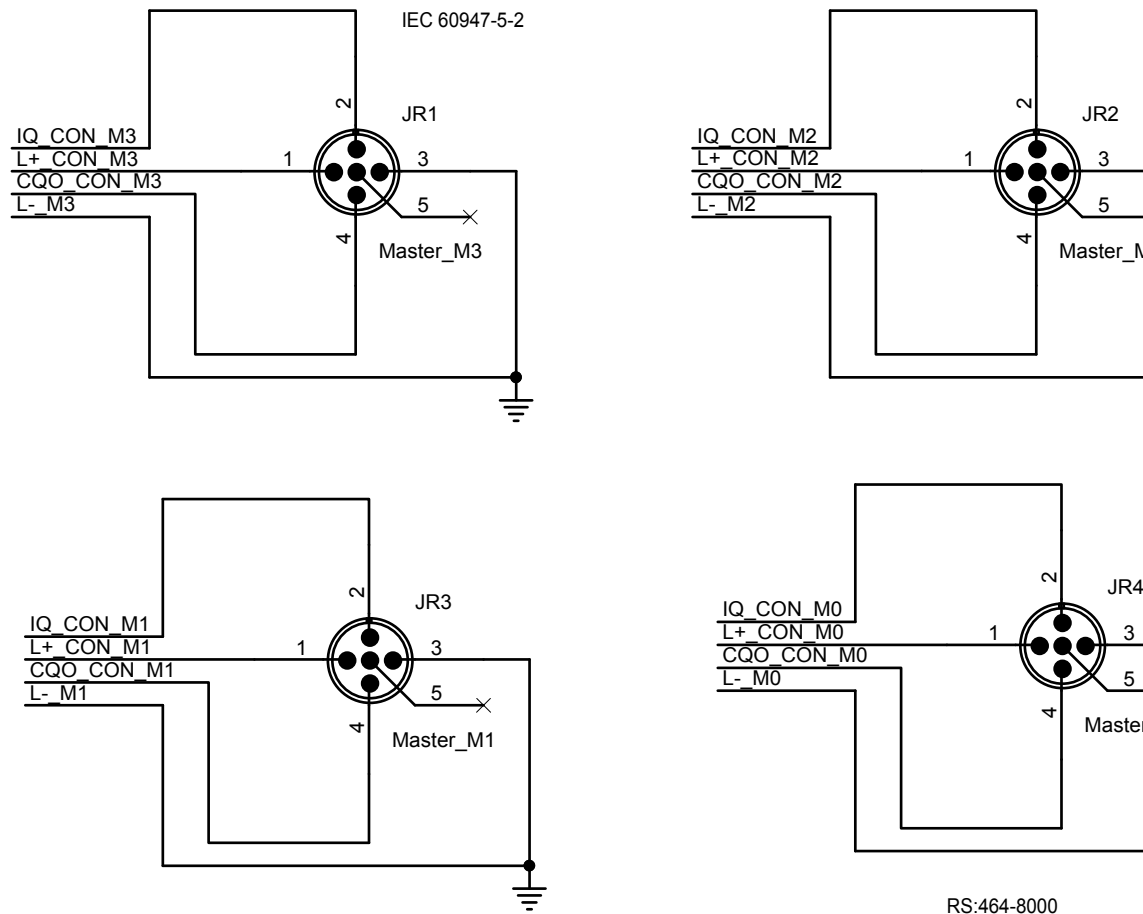 IEC 60947-5-2
2
JR1
IQ_CON_M3
L+_CON_M3
1
3
CQO_CON_M3
L-_M3
5
4
Master_M3
2
JR2
IQ_CON_M2
L+_CON_M2
1
3
CQO_CON_M2
L-_M2
5
4
2
JR3
IQ_CON_M1
L+_CON_M1
1
3
CQO_CON_M1
L-_M1
5
4
Master_M1
2
JR4
IQ_CON_M0
L+_CON_M0
1
3
CQO_CON_M0
L-_M0
5
4
RS:464-8000